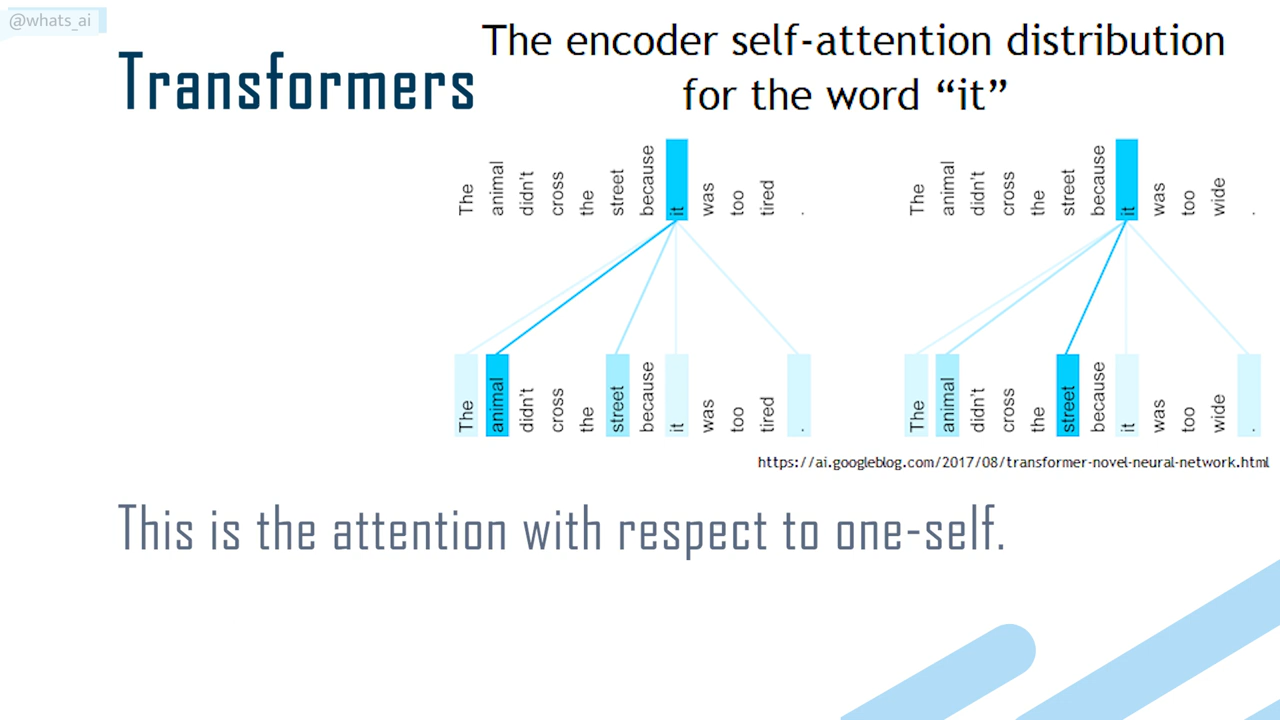 @whats_ai
Transformers
The encoder self-attention distribution
for the word “it”
The animal didn't cross the street because it was too tired .
The animal didn't cross the street because it was too wide .
The animal didn't cross the street because it was too tired .
The animal didn't cross the street because it was too wide .
https://ai.googleblog.com/2017/08/transformer-novel-neural-network.html
This is the attention with respect to one-self.